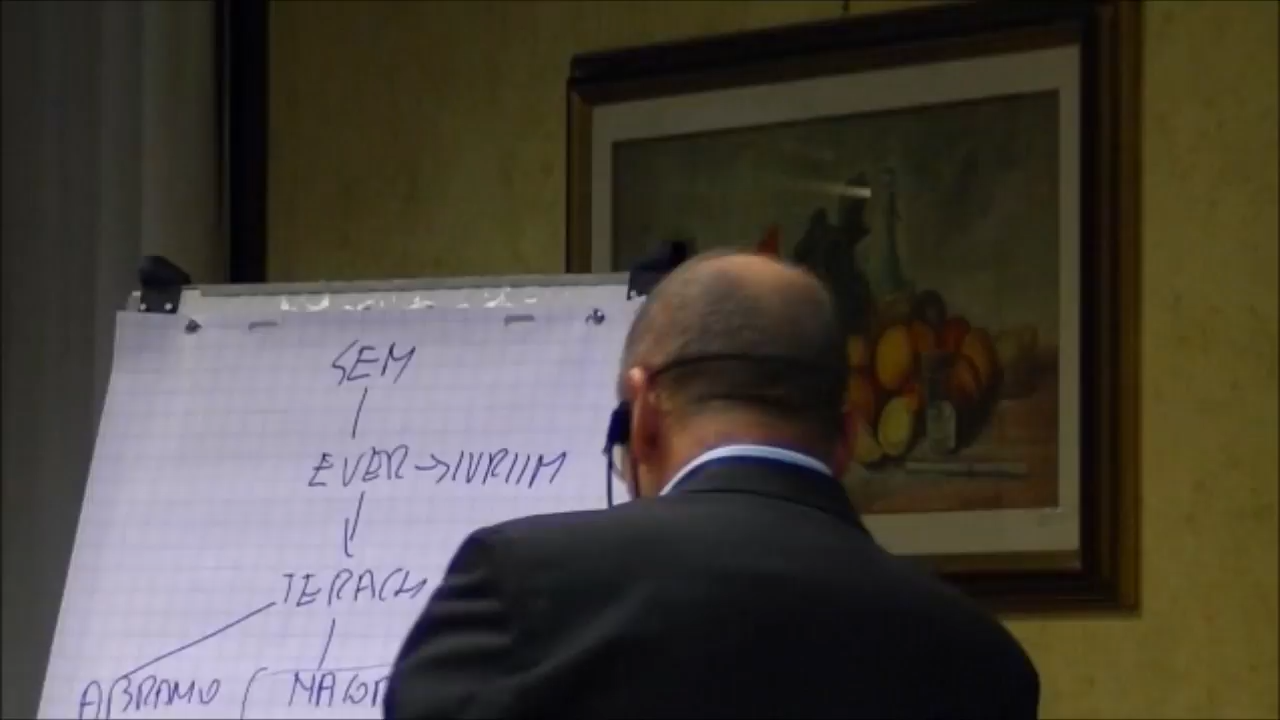 SEM
EVER → IVRIIM
TERACH
ABRAMO